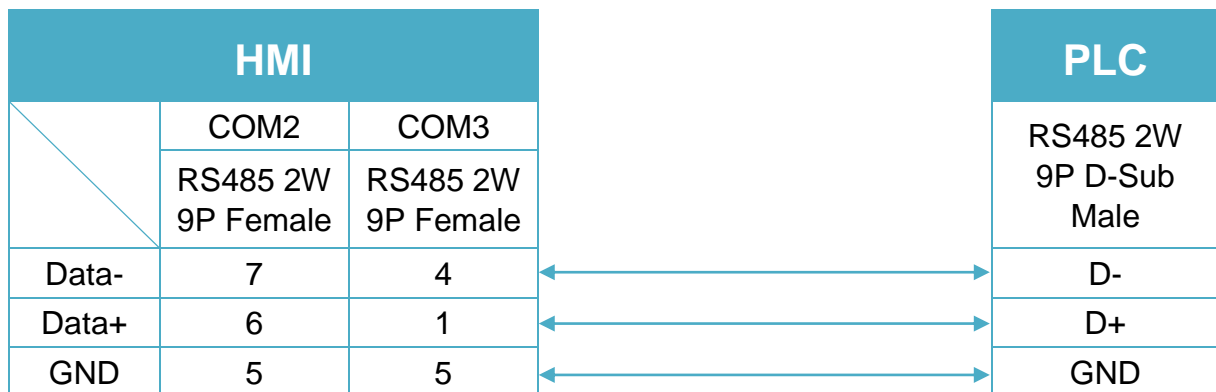 HMI
PLC
COM2
COM3
RS485 2W
9P Female
RS485 2W
9P Female
RS485 2W
9P D-Sub
Male
Data-
7
4
D-
Data+
6
1
D+
GND
5
5
GND